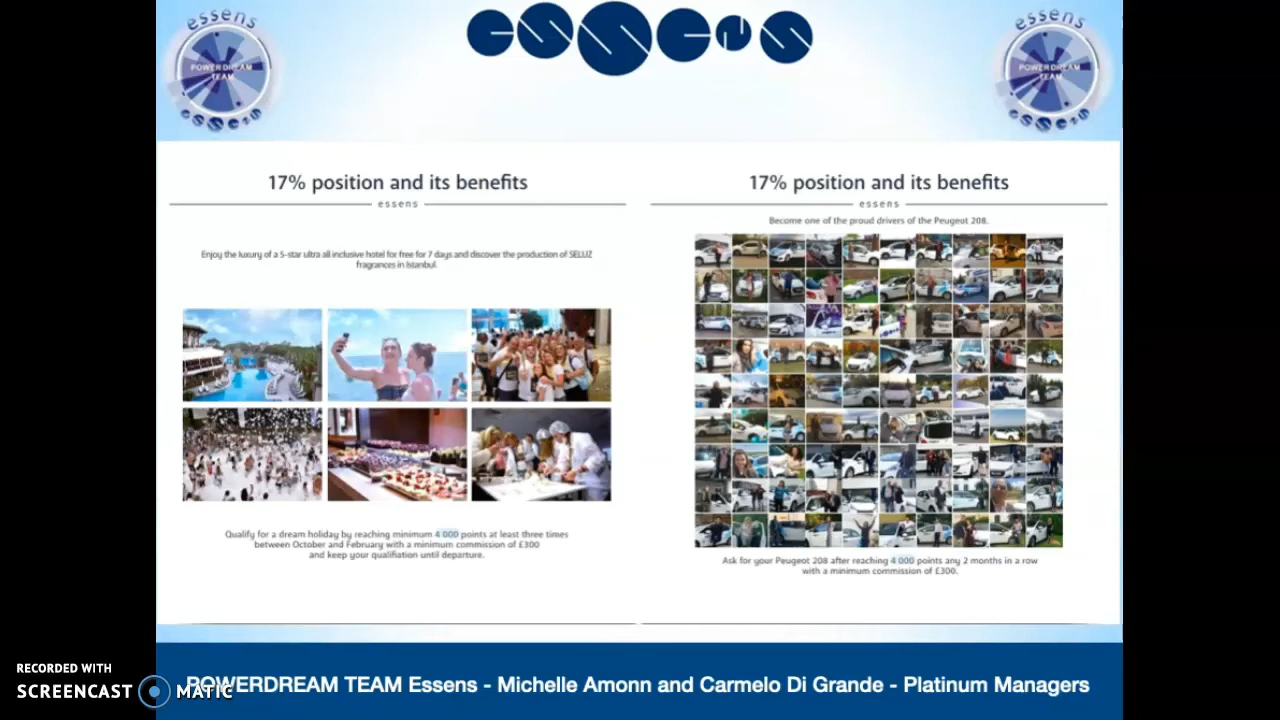 essens
POWER DREAM
TEAM
essens
essens
essens
POWER DREAM
TEAM
essens
17% position and its benefits
essens
Enjoy the luxury of a 5-star ultra all inclusive hotel for free for 7 days and discover the production of SELUZ
fragrances in Istanbul.
Qualify for a dream holiday by reaching minimum 4 000 points at least three times
between October and February with a minimum commission of £300
and keep your qualifiation until departure.
17% position and its benefits
essens
Become one of the proud drivers of the Peugeot 208.
Ask for your Peugeot 208 after reaching 4 000 points any 2 months in a row
with a minimum commission of £300.
RECORDED WITH
SCREENCAST MATIC
POWERDREAM TEAM Essens - Michelle Amonn and Carmelo Di Grande - Platinum Managers